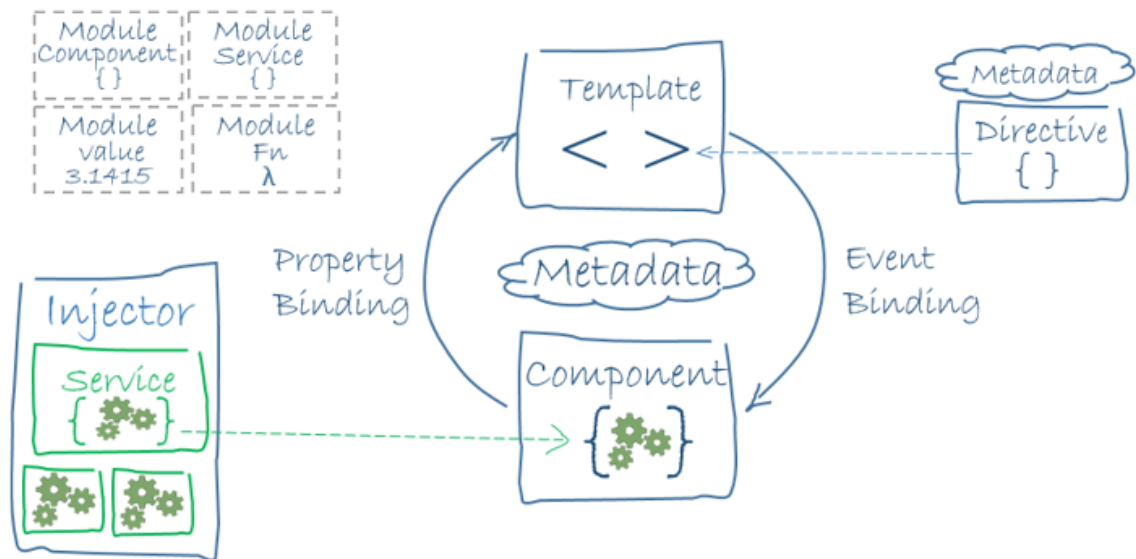 Module
Component
{ }
Module
Service
{ }
Module
value
3.1415
Module
Fn
λ
Template
< >
Metadata
Directive
{ }
Property
Binding
Metadata
Event
Binding
Injector
Service
{ }
Component
{ }